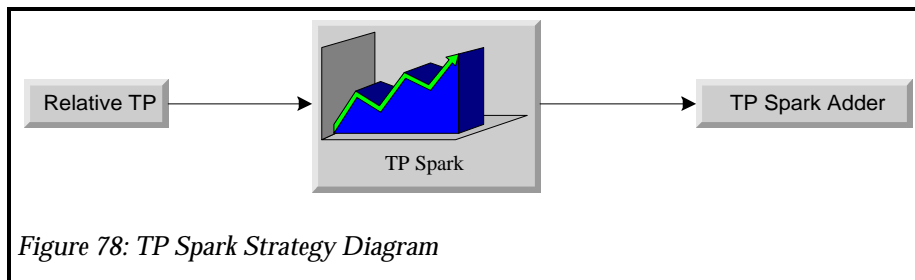 Relative TP
TP Spark
TP Spark Adder
Figure 78: TP Spark Strategy Diagram